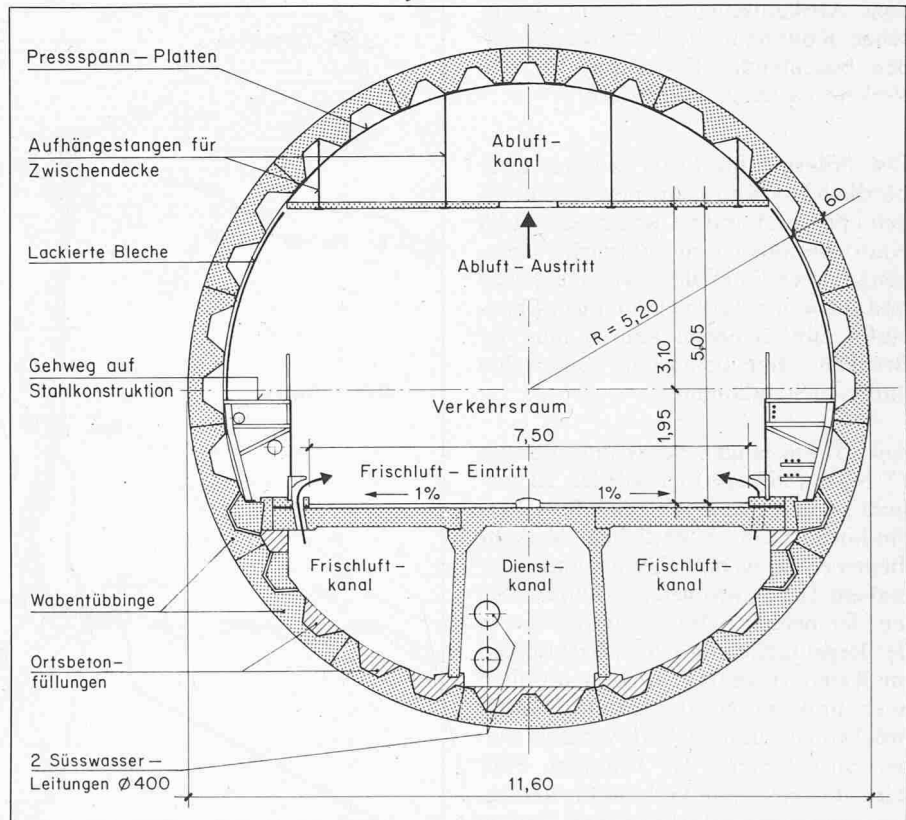 Pressspann – Platten
Aufhängestangen für
Zwischendecke
Abluft-
kanal
60
Lackierte Bleche
Abluft – Austritt
R = 5,20
3,10
5,05
Gehweg auf
Stahlkonstruktion
Verkehrsraum
1,95
7,50
Frischluft – Eintritt
1%
1%
Frischluft-
kanal
Dienst-
kanal
Frischluft-
kanal
Wabentübbinge
Ortsbeton-
füllungen
2 Süsswasser –
Leitungen Ø 400
11,60